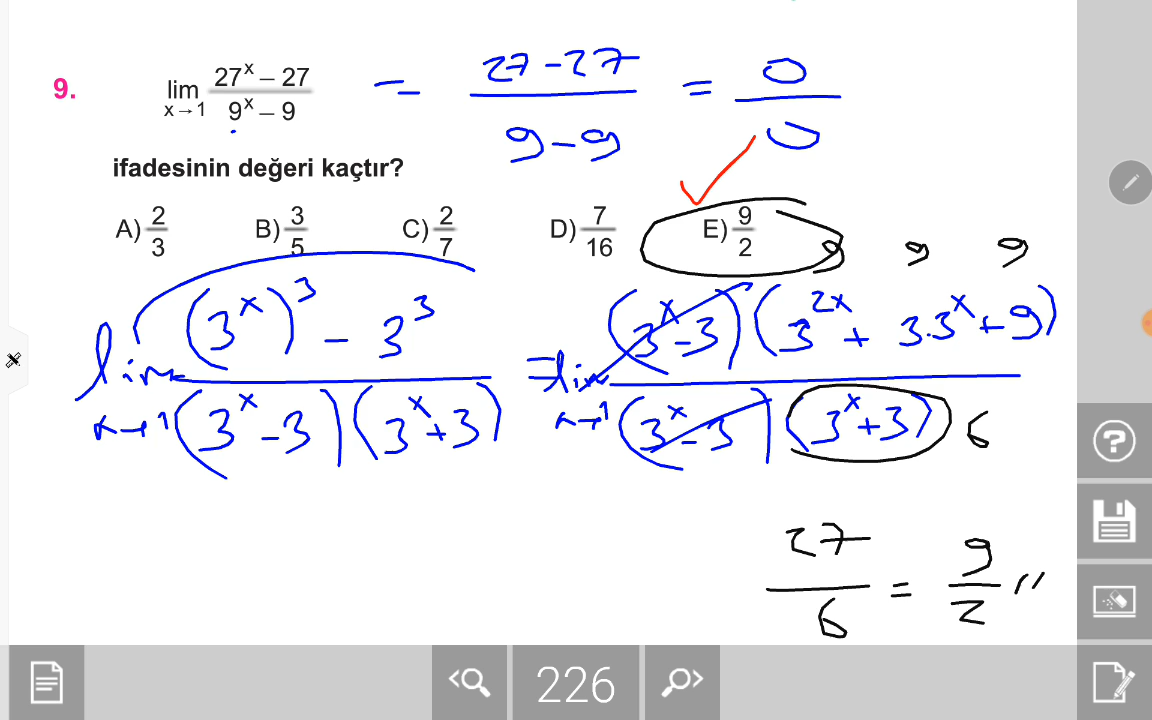 9. lim x→1 (27^x – 27)/(9^x – 9) = (27-27)/(9-9) = 0/0
ifadesinin değeri kaçtır?
A) 2/3 B) 3/5 C) 2/7 D) 7/16 E) 9/2
9 9 9
lim x→1 ((3^x)^3 - 3^3)/((3^x-3)(3^x+3)) = lim x→1 ((3^x-3)(3^2x + 3.3^x+9))/((3^x-3)(3^x+3)) 6
27/6 = 9/2 //
226